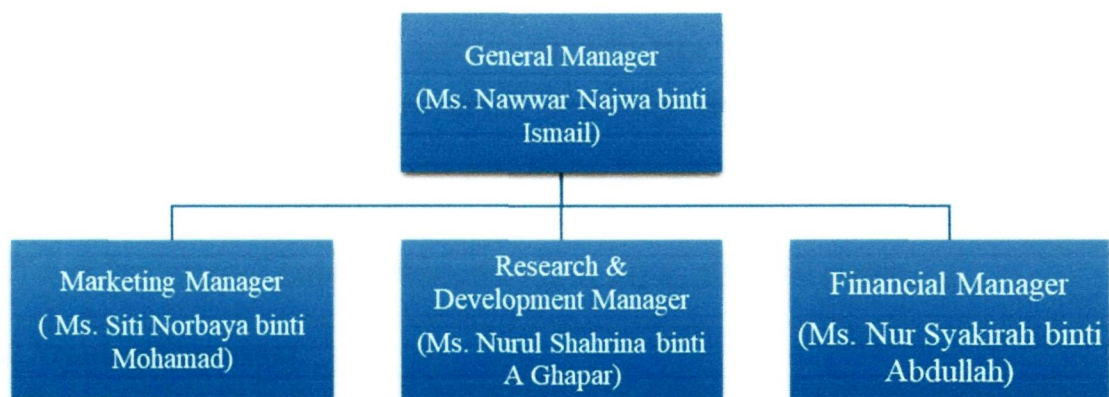 General Manager
(Ms. Nawwar Najwa binti
Ismail)
Marketing Manager
( Ms. Siti Norbaya binti
Mohamad)
Research &
Development Manager
(Ms. Nurul Shahrina binti
A Ghapar)
Financial Manager
(Ms. Nur Syakirah binti
Abdullah)